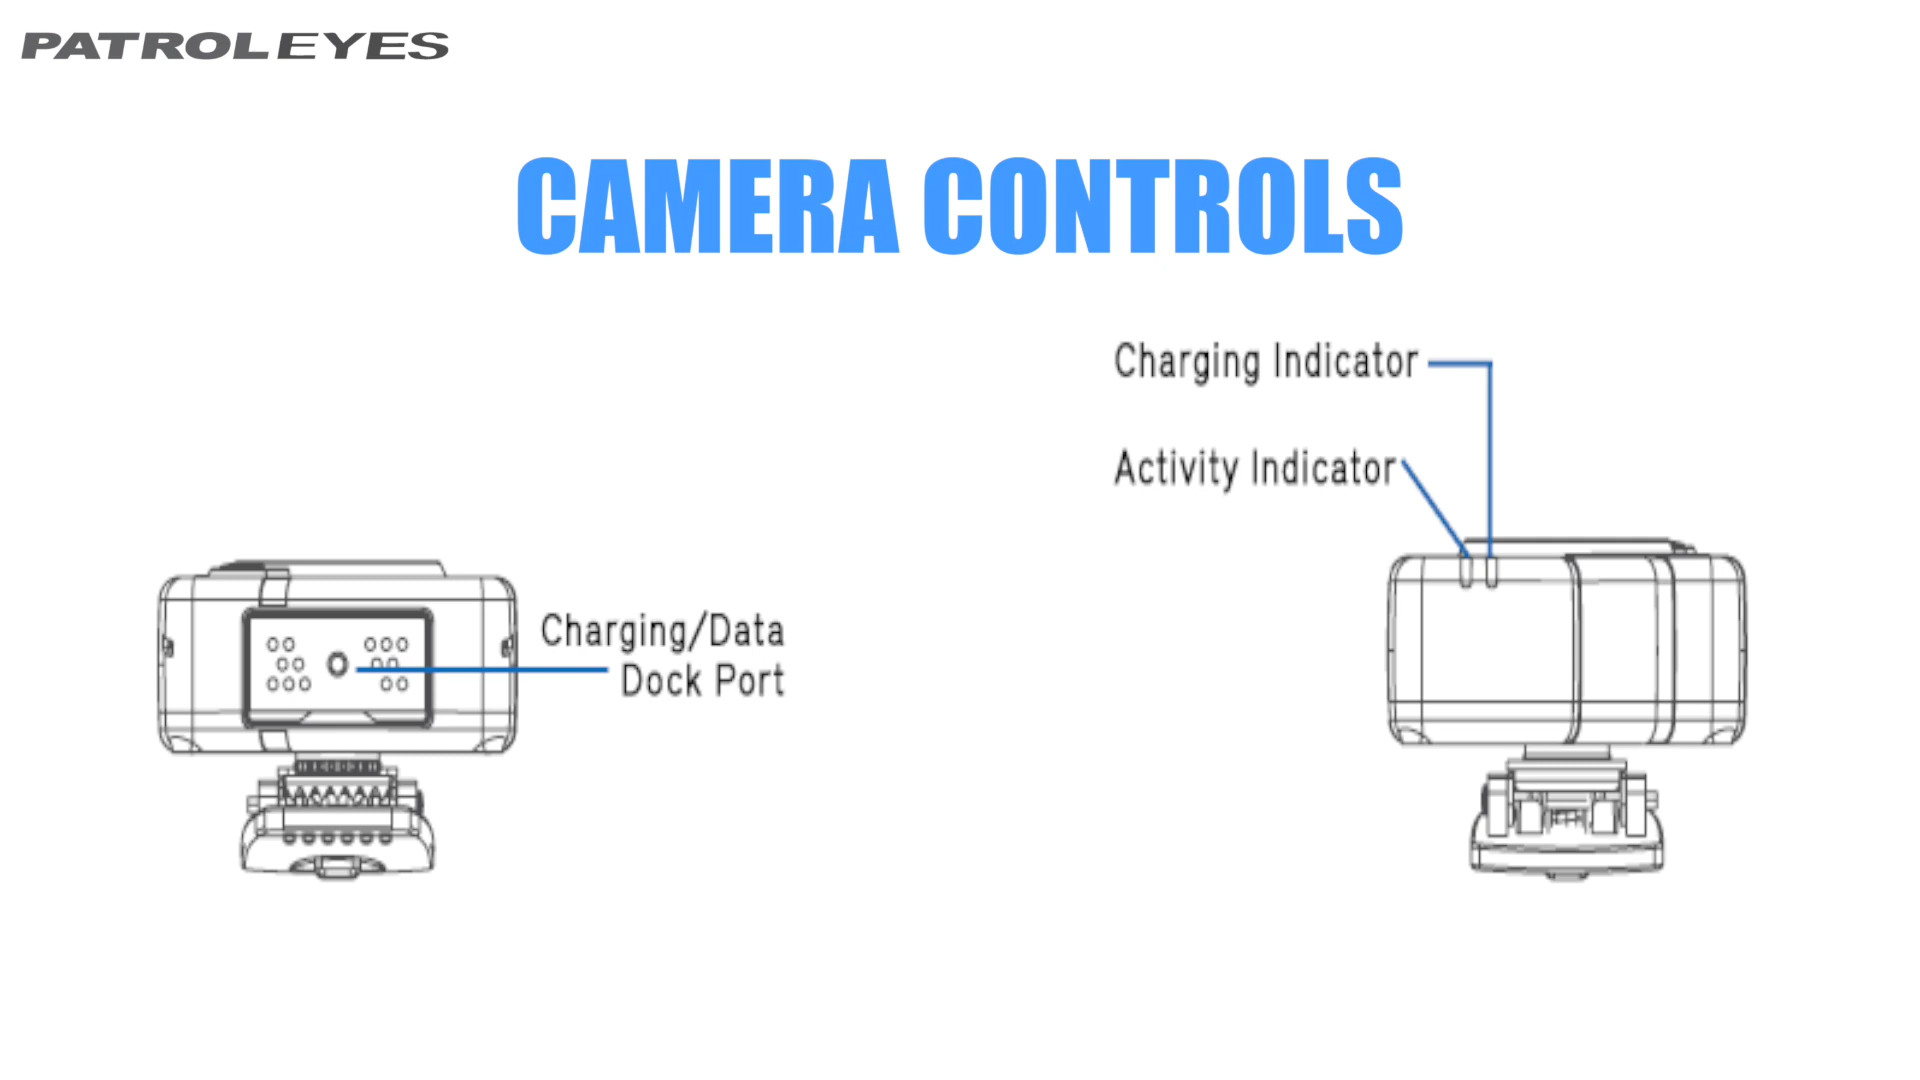 PATROLEYES
CAMERA CONTROLS
Charging Indicator
Activity Indicator
Charging/Data
Dock Port